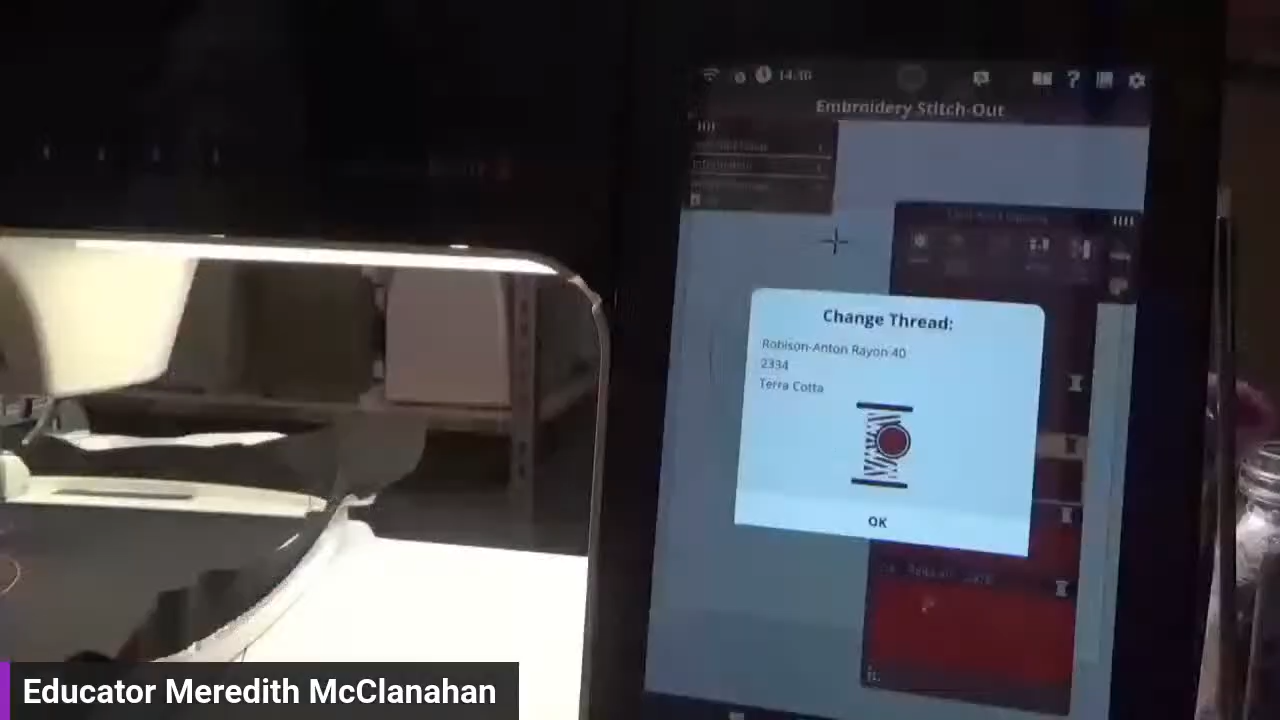 14:30
Embroidery Stitch-Out
Change Thread:
Robison-Anton Rayon 40
2334
Terra Cotta
OK
Educator Meredith McClanahan